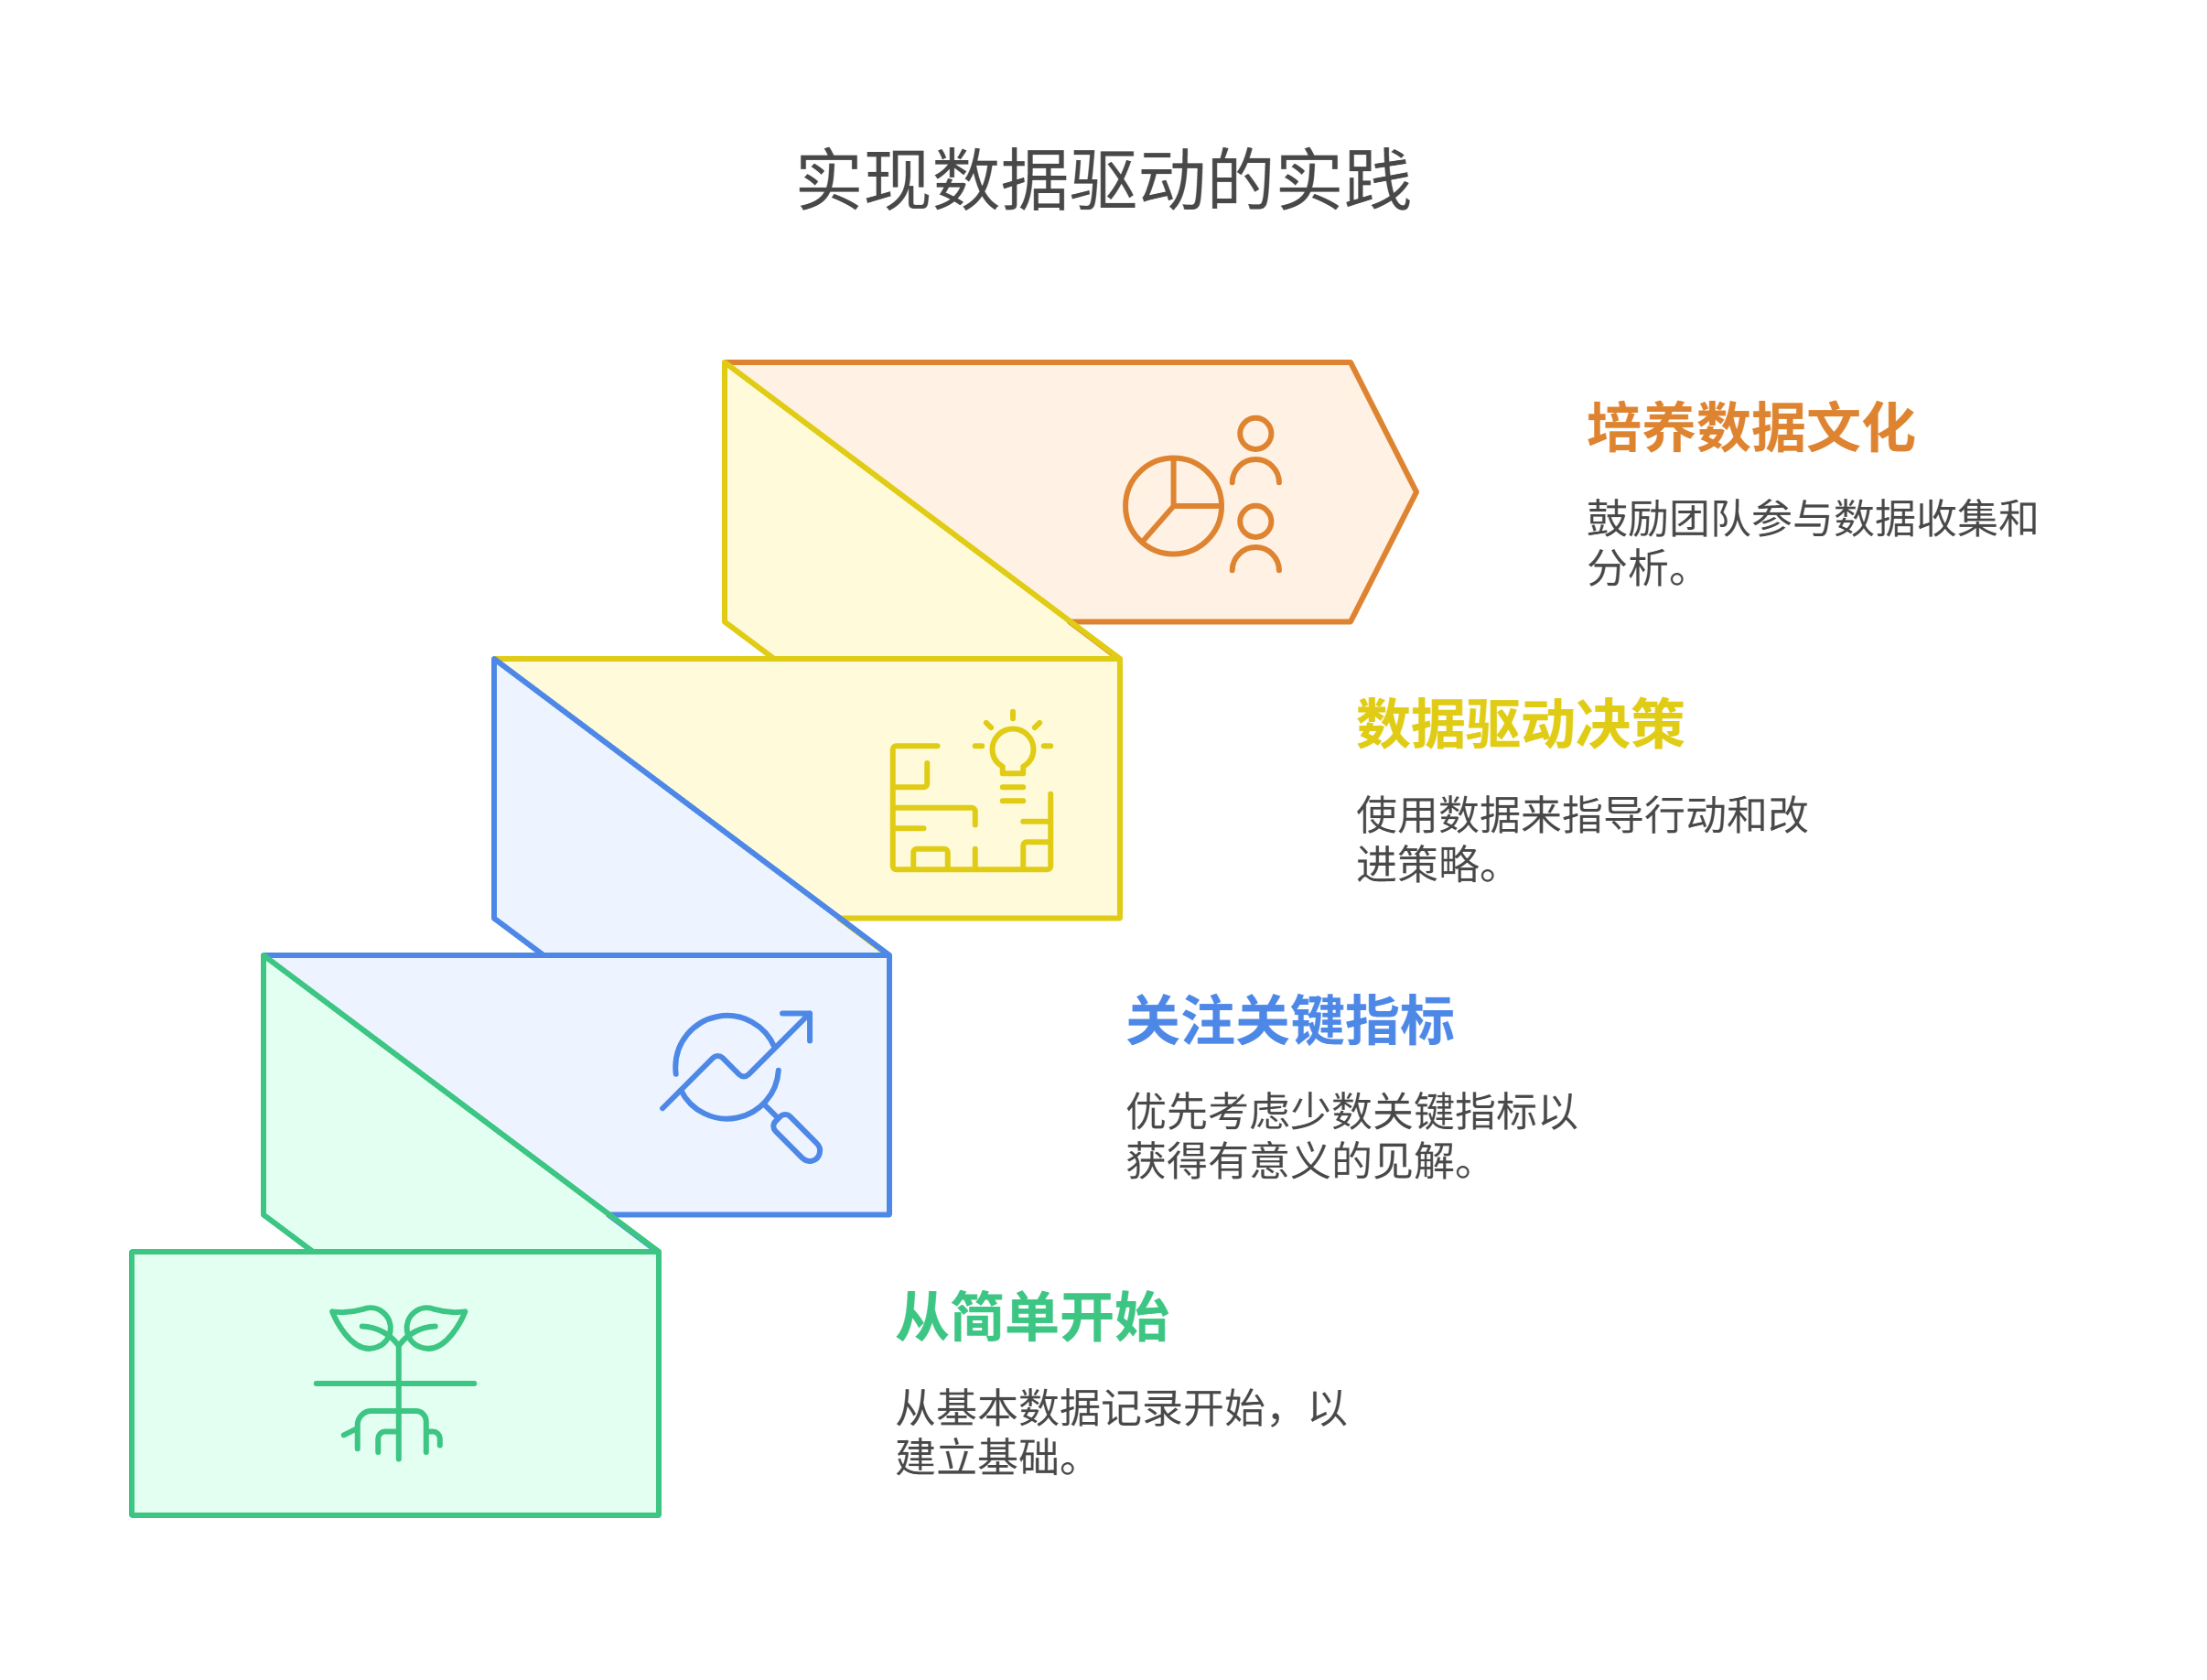 实现数据驱动的实践
培养数据文化
鼓励团队参与数据收集和
分析。
数据驱动决策
使用数据来指导行动和改
进策略。
关注关键指标
优先考虑少数关键指标以
获得有意义的见解。
从简单开始
从基本数据记录开始，以
建立基础。